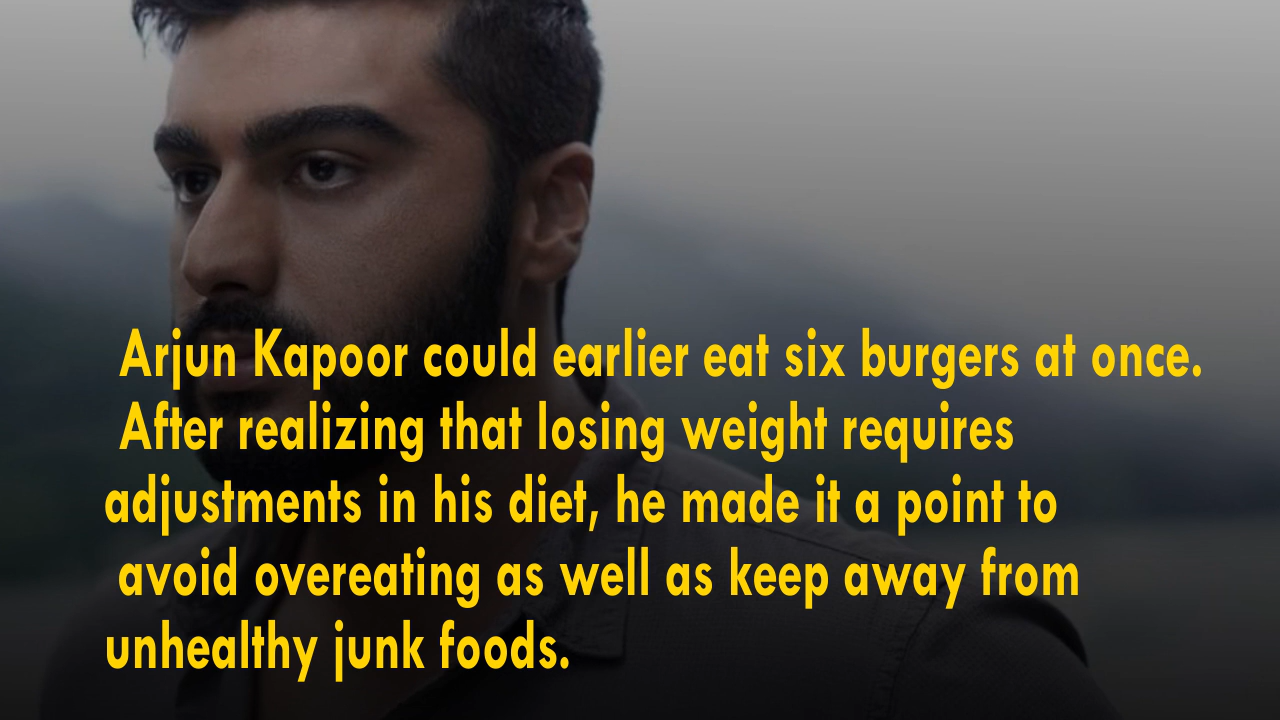 Arjun Kapoor could earlier eat six burgers at once.
After realizing that losing weight requires
adjustments in his diet, he made it a point to
avoid overeating as well as keep away from
unhealthy junk foods.